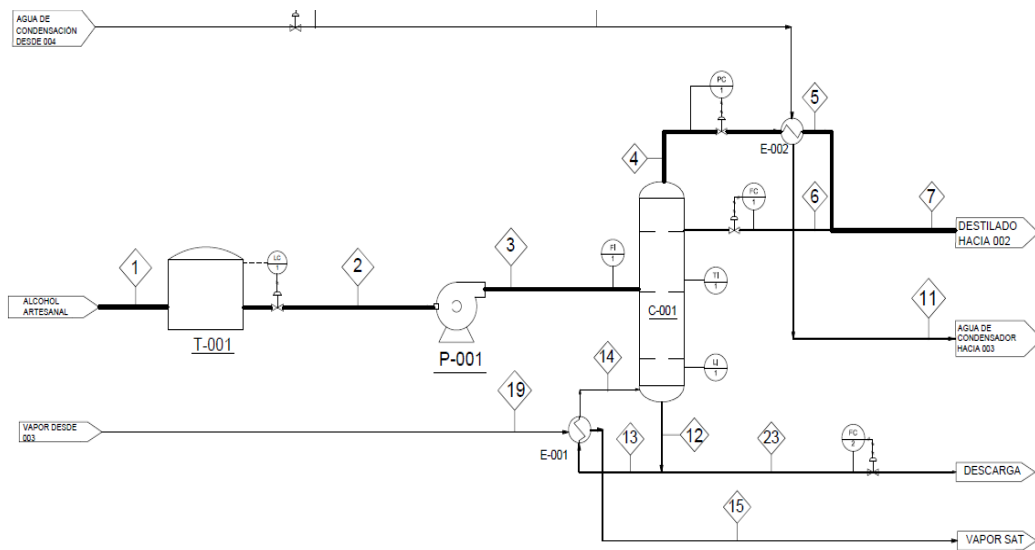 AGUA DE
CONDENSACIÓN
DESDE 004
PC
1
5
E-002
4
FC
1
6
7
DESTILADO
HACIA 002
1
2
3
FI
1
LC
1
TI
1
C-001
11
ALCOHOL
ARTESANAL
AGUA DE
CONDENSADOR
HACIA 003
T-001
P-001
14
LI
1
19
VAPOR DESDE
003
E-001
13
12
23
FC
2
DESCARGA
15
VAPOR SAT